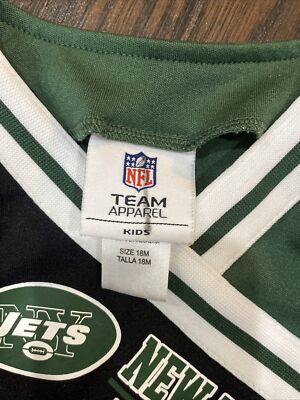 NFL
TEAM
APPAREL
KIDS
SIZE 18M
TALLA 18M
NY
JETS
NEW